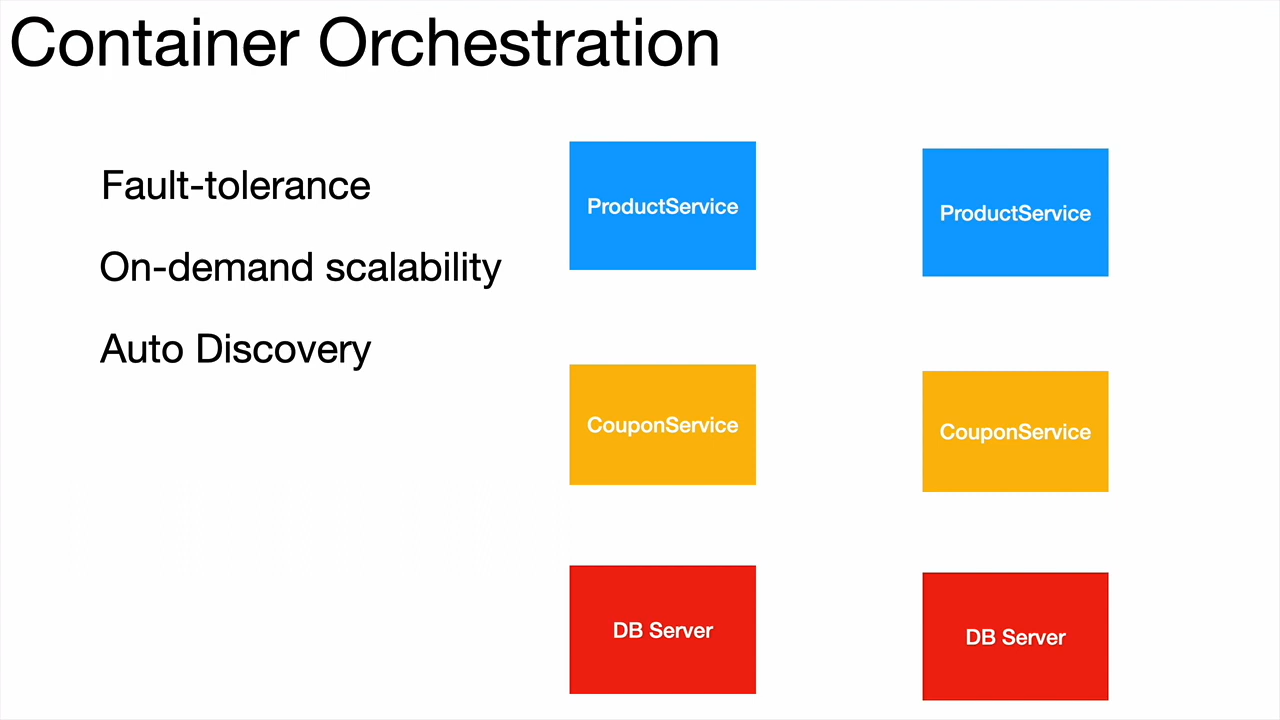 Container Orchestration
Fault-tolerance
On-demand scalability
Auto Discovery
ProductService
ProductService
CouponService
CouponService
DB Server
DB Server